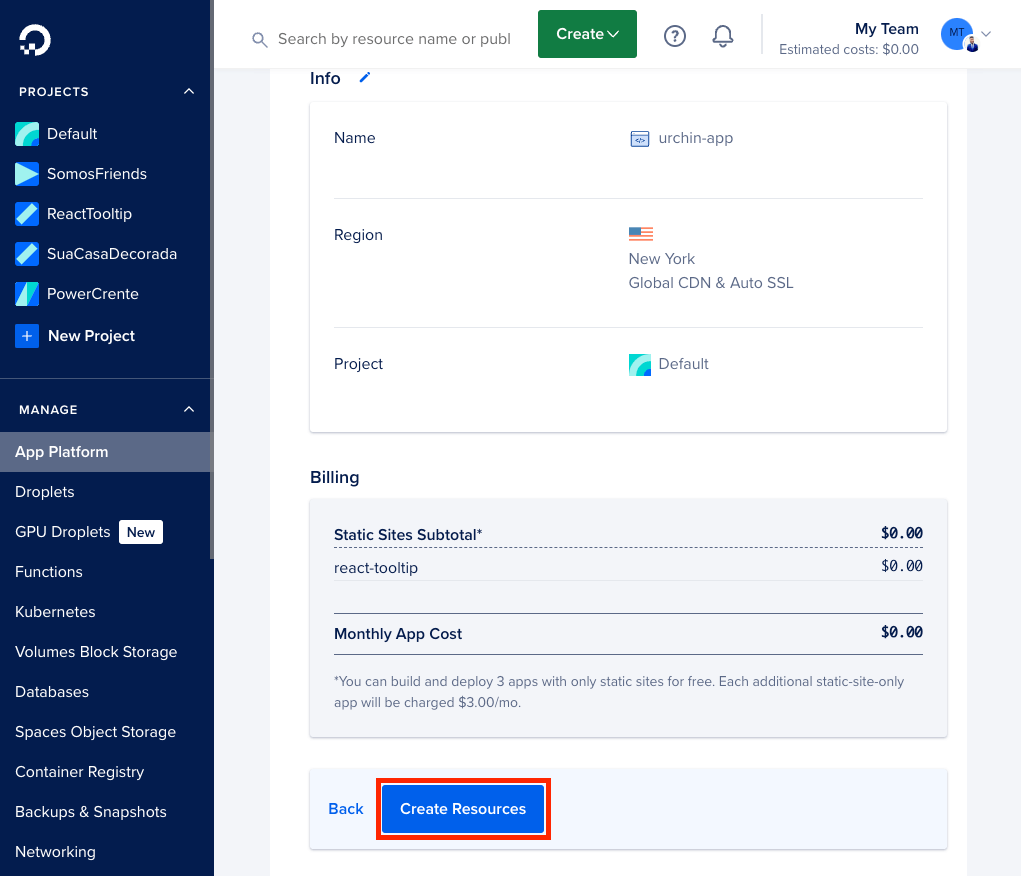 Search by resource name or publ
Create
?
My Team
Estimated costs: $0.00
MT
PROJECTS
Default
SomosFriends
ReactTooltip
SuaCasaDecorada
PowerCrente
+ New Project
MANAGE
App Platform
Droplets
GPU Droplets New
Functions
Kubernetes
Volumes Block Storage
Databases
Spaces Object Storage
Container Registry
Backups & Snapshots
Networking
Info
Name
</> urchin-app
Region
New York
Global CDN & Auto SSL
Project
Default
Billing
Static Sites Subtotal* $0.00
react-tooltip $0.00
Monthly App Cost $0.00
*You can build and deploy 3 apps with only static sites for free. Each additional static-site-only
app will be charged $3.00/mo.
Back Create Resources